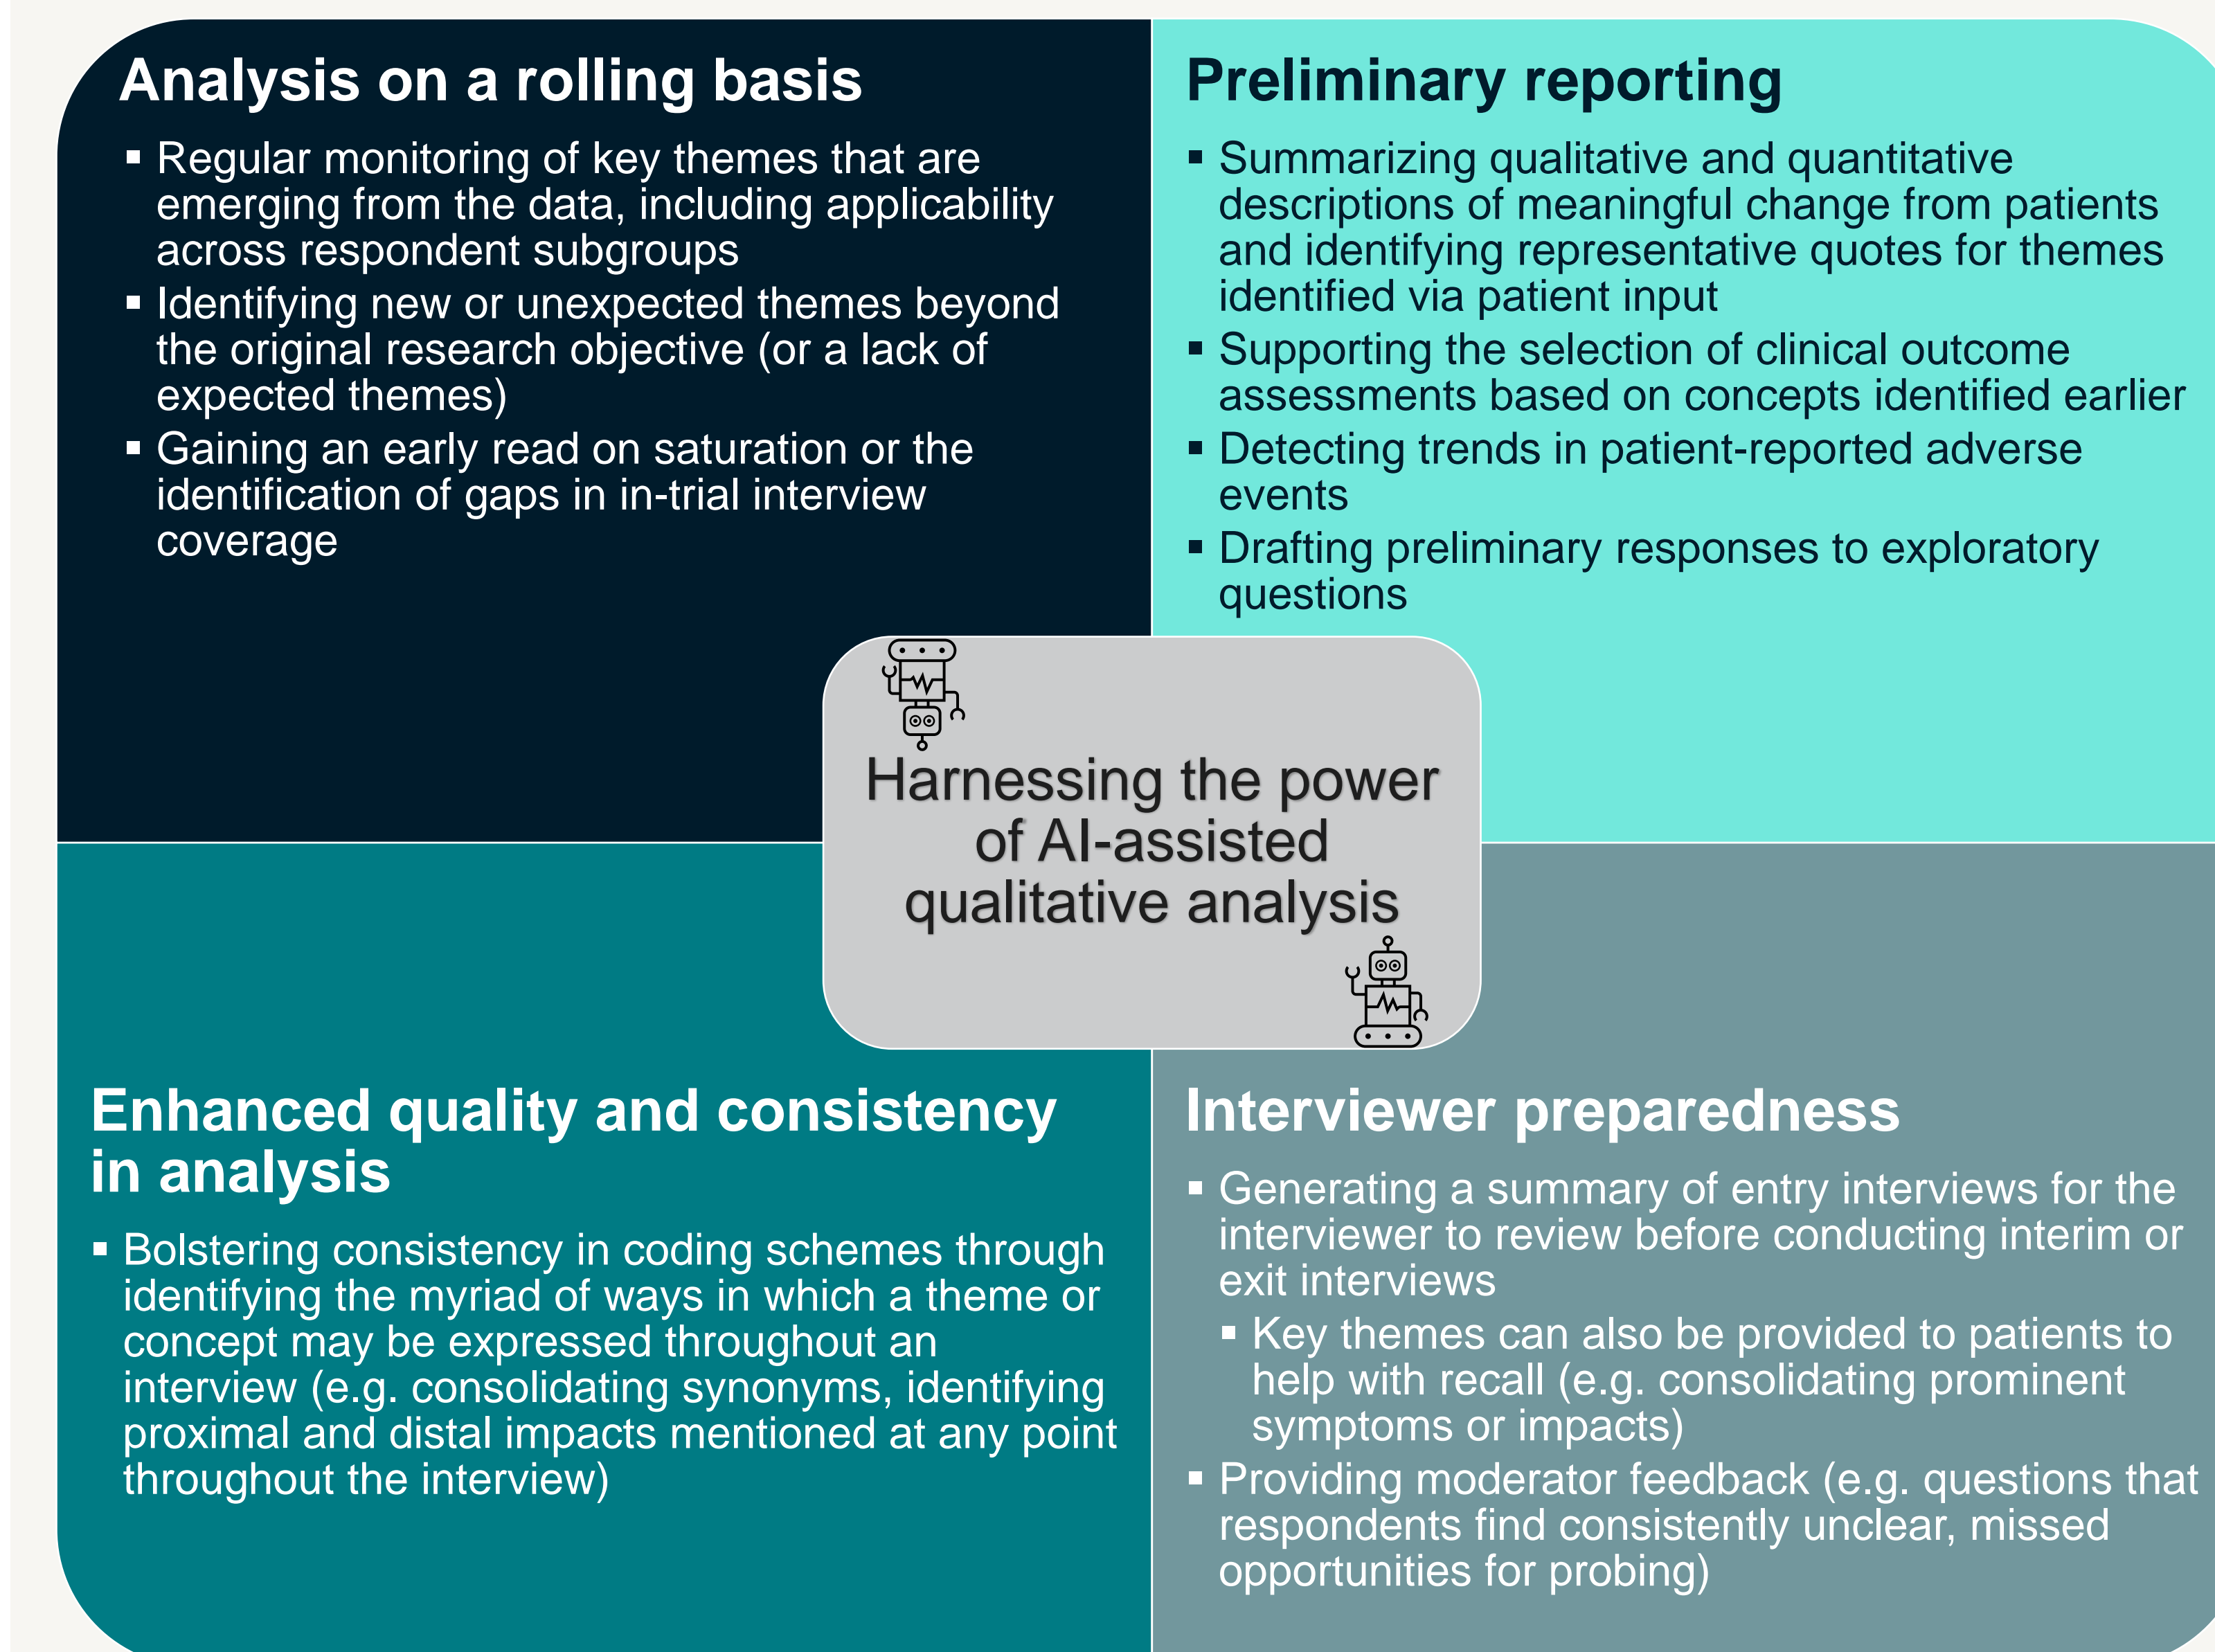 Analysis on a rolling basis
▪ Regular monitoring of key themes that are
emerging from the data, including applicability
across respondent subgroups
▪ Identifying new or unexpected themes beyond
the original research objective (or a lack of
expected themes)
▪ Gaining an early read on saturation or the
identification of gaps in in-trial interview
coverage
Preliminary reporting
▪ Summarizing qualitative and quantitative
descriptions of meaningful change from patients
and identifying representative quotes for themes
identified via patient input
▪ Supporting the selection of clinical outcome
assessments based on concepts identified earlier
▪ Detecting trends in patient-reported adverse
events
▪ Drafting preliminary responses to exploratory
questions
Harnessing the power
of AI-assisted
qualitative analysis
Enhanced quality and consistency
in analysis
▪ Bolstering consistency in coding schemes through
identifying the myriad of ways in which a theme or
concept may be expressed throughout an
interview (e.g. consolidating synonyms, identifying
proximal and distal impacts mentioned at any point
throughout the interview)
Interviewer preparedness
▪ Generating a summary of entry interviews for the
interviewer to review before conducting interim or
exit interviews
▪ Key themes can also be provided to patients to
help with recall (e.g. consolidating prominent
symptoms or impacts)
▪ Providing moderator feedback (e.g. questions that
respondents find consistently unclear, missed
opportunities for probing)